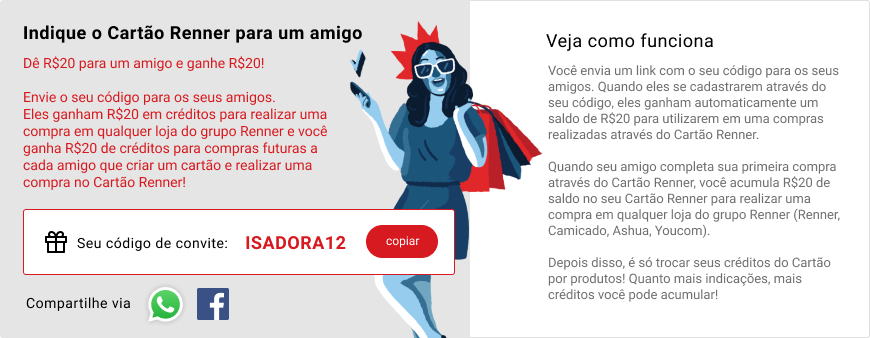 Indique o Cartão Renner para um amigo
Dê R$20 para um amigo e ganhe R$20!
Envie o seu código para os seus amigos.
Eles ganham R$20 em créditos para realizar uma
compra em qualquer loja do grupo Renner e você
ganha R$20 de créditos para compras futuras a
cada amigo que criar um cartão e realizar uma
compra no Cartão Renner!
Seu código de convite: ISADORA12 copiar
Compartilhe via
Veja como funciona
Você envia um link com o seu código para os seus
amigos. Quando eles se cadastrarem através do
seu código, eles ganham automaticamente um
saldo de R$20 para utilizarem em uma compras
realizadas através do Cartão Renner.
Quando seu amigo completa sua primeira compra
através do Cartão Renner, você acumula R$20 de
saldo no seu Cartão Renner para realizar uma
compra em qualquer loja do grupo Renner (Renner,
Camicado, Ashua, Youcom).
Depois disso, é só trocar seus créditos do Cartão
por produtos! Quanto mais indicações, mais
créditos você pode acumular!